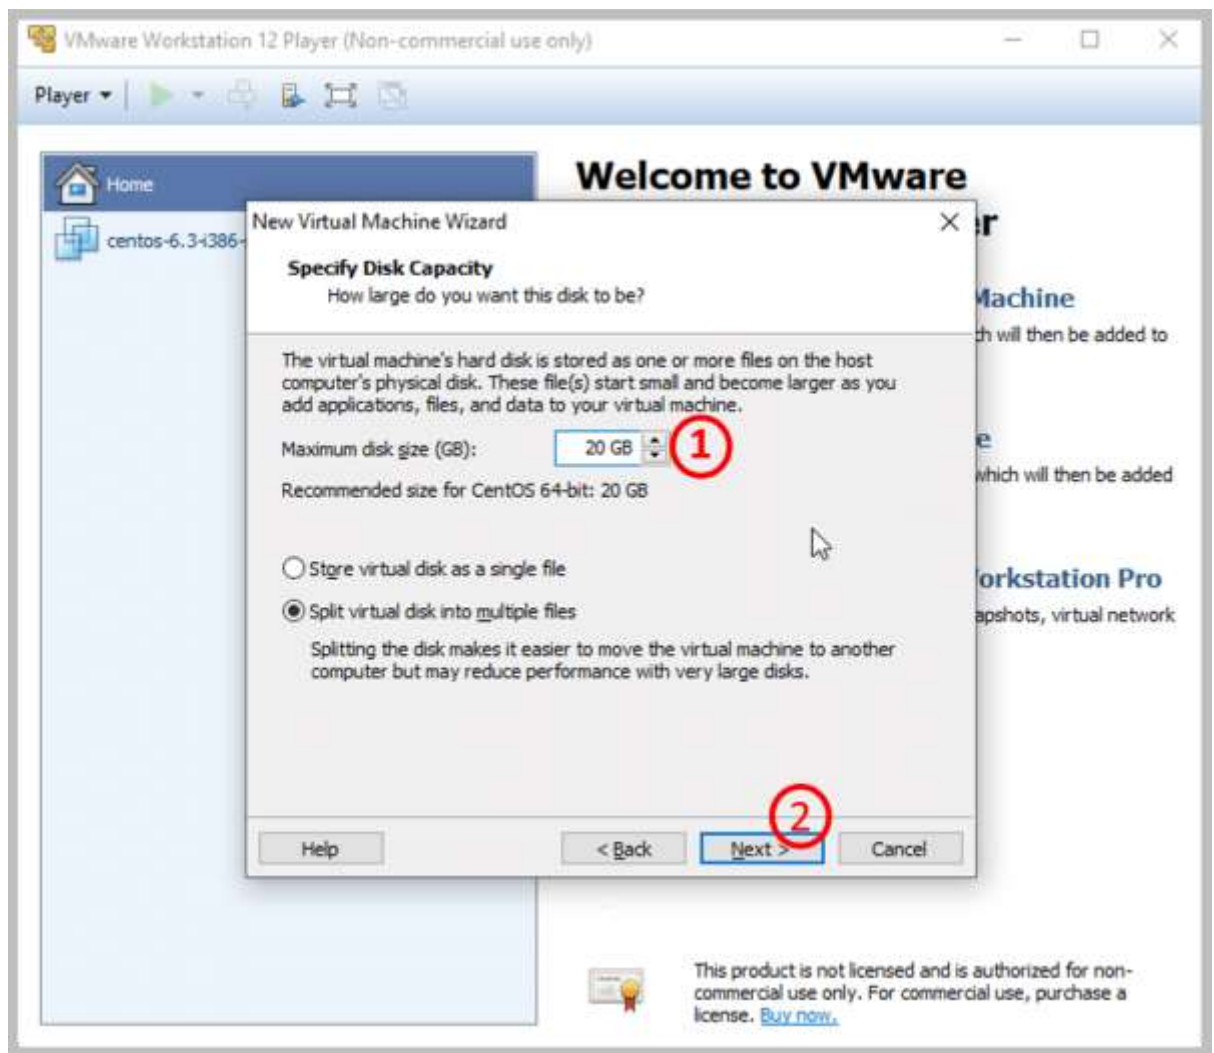 VMware Workstation 12 Player (Non-commercial use only)
Player
Home
centos-6.3-i386-
Welcome to VMware
r
Machine
ch will then be added to
e
which will then be added
orkstation Pro
apshots, virtual network
New Virtual Machine Wizard
Specify Disk Capacity
How large do you want this disk to be?
The virtual machine's hard disk is stored as one or more files on the host
computer's physical disk. These file(s) start small and become larger as you
add applications, files, and data to your virtual machine.
Maximum disk size (GB): 20 GB 1
Recommended size for CentOS 64-bit: 20 GB
Store virtual disk as a single file
Split virtual disk into multiple files
Splitting the disk makes it easier to move the virtual machine to another
computer but may reduce performance with very large disks.
2
Help < Back Next > Cancel
This product is not licensed and is authorized for non-
commercial use only. For commercial use, purchase a
license. Buy now.